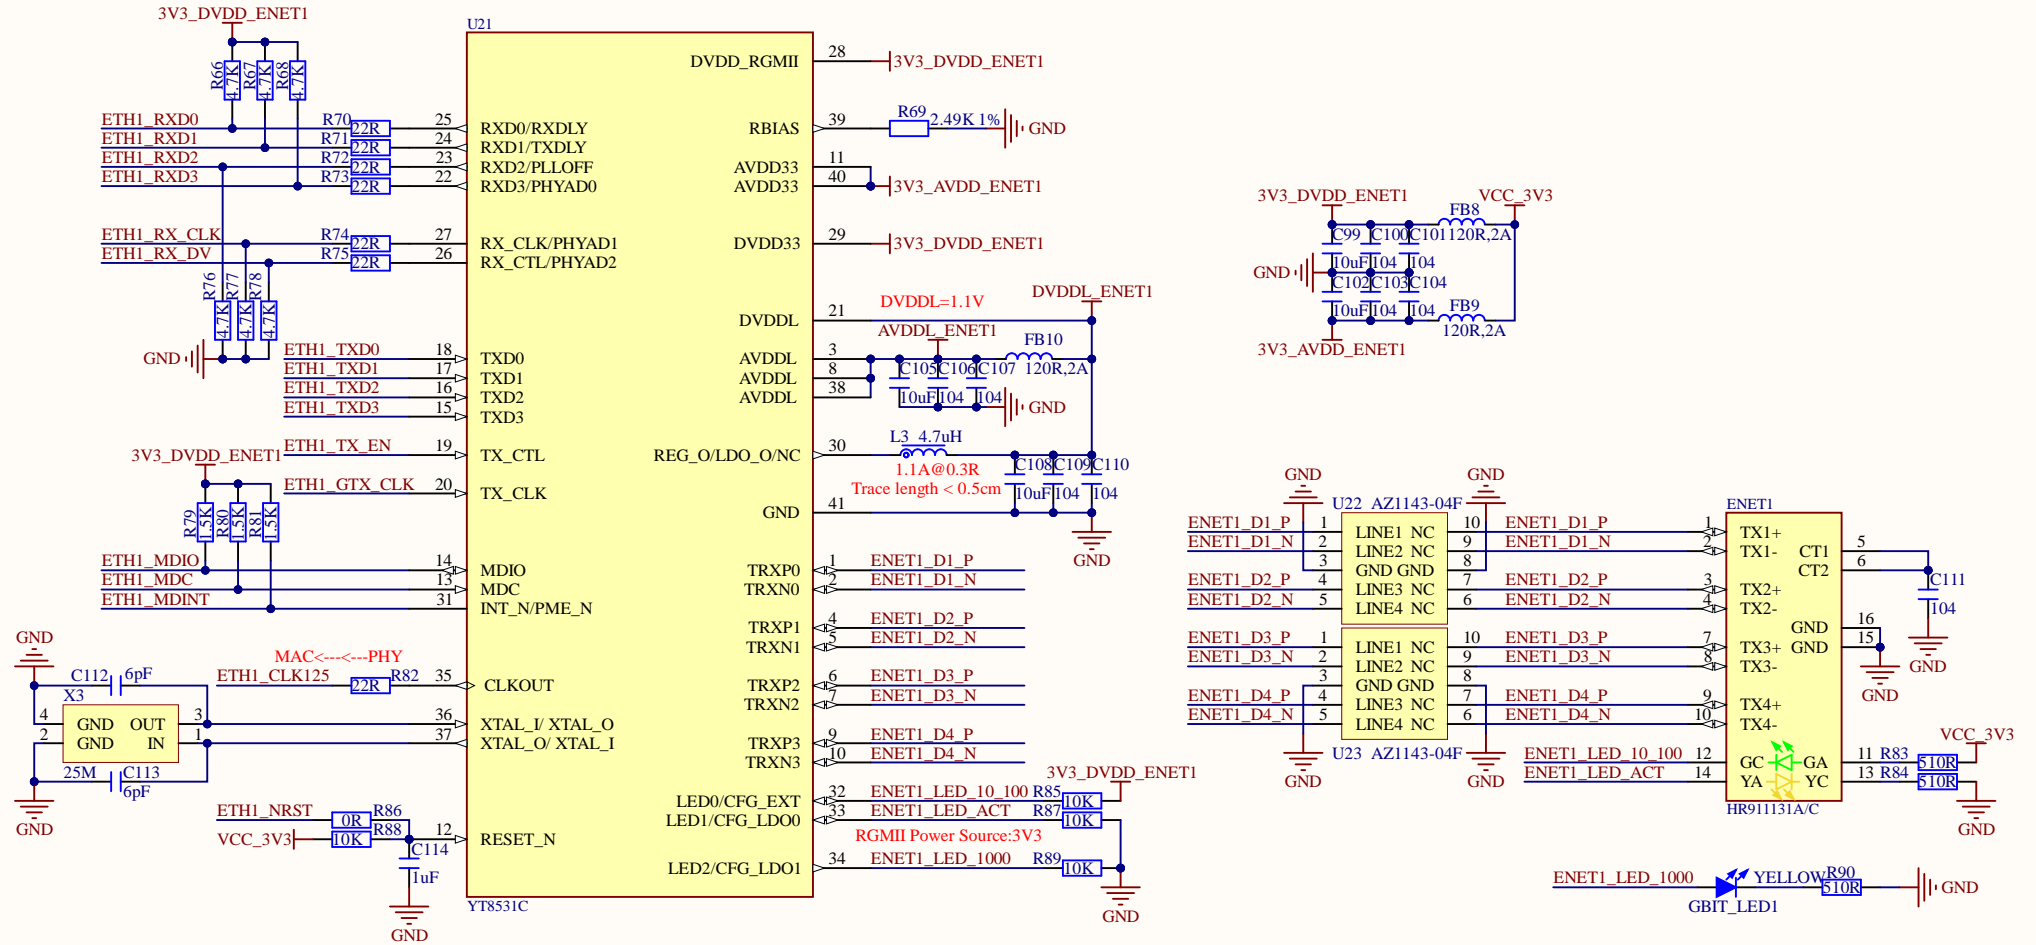 3V3_DVDD_ENET1
R66 4.7K
R67 4.7K
R68 4.7K
ETH1_RXD0
ETH1_RXD1
ETH1_RXD2
ETH1_RXD3
R70 22R 25
R71 22R 24
R72 22R 23
R73 22R 22
ETH1_RX_CLK
ETH1_RX_DV
R74 22R 27
R75 22R 26
R76 4.7K
R77 4.7K
R78 4.7K
GND
ETH1_TXD0 18
ETH1_TXD1 17
ETH1_TXD2 16
ETH1_TXD3 15
ETH1_TX_EN 19
3V3_DVDD_ENET1
ETH1_GTX_CLK 20
R79 1.5K
R80 1.5K
R81 1.5K
ETH1_MDIO 14
ETH1_MDC 13
ETH1_MDINT 31
GND
MAC<---<---PHY
C112 6pF
ETH1_CLK125 22R R82 35
X3
4 GND OUT 3 36
2 GND IN 1 37
25M C113
6pF
GND
ETH1_NRST 0R R86
VCC_3V3 10K R88 12
C114
1uF
GND
U21
RXD0/RXDLY
RXD1/TXDLY
RXD2/PLLOFF
RXD3/PHYAD0
RX_CLK/PHYAD1
RX_CTL/PHYAD2
TXD0
TXD1
TXD2
TXD3
TX_CTL
TX_CLK
MDIO
MDC
INT_N/PME_N
CLKOUT
XTAL_I/ XTAL_O
XTAL_O/ XTAL_I
RESET_N
YT8531C
DVDD_RGMII 28 3V3_DVDD_ENET1
RBIAS 39 R69 2.49K 1% GND
AVDD33 11
AVDD33 40 3V3_AVDD_ENET1
DVDD33 29 3V3_DVDD_ENET1
DVDDL=1.1V DVDDL_ENET1
DVDDL 21
AVDDL_ENET1
AVDDL 3 FB10
AVDDL 8 C105 C106 C107 120R,2A
AVDDL 38 10uF 104 104
GND
L3 4.7uH
REG_O/LDO_O/NC 30
1.1A@0.3R C108 C109 C110
Trace length < 0.5cm 10uF 104 104
GND 41
GND
TRXP0 1 ENET1_D1_P
TRXN0 2 ENET1_D1_N
TRXP1 4 ENET1_D2_P
TRXN1 5 ENET1_D2_N
TRXP2 6 ENET1_D3_P
TRXN2 7 ENET1_D3_N
TRXP3 9 ENET1_D4_P
TRXN3 10 ENET1_D4_N
3V3_DVDD_ENET1
LED0/CFG_EXT 32 ENET1_LED_10_100 R85 10K
LED1/CFG_LDO0 33 ENET1_LED_ACT R87 10K
RGMII Power Source:3V3
LED2/CFG_LDO1 34 ENET1_LED_1000 R89 10K
GND
3V3_DVDD_ENET1 VCC_3V3
FB8
C99 C100 C101 120R,2A
10uF 104 104
GND
C102 C103 C104
10uF 104 104
FB9
120R,2A
3V3_AVDD_ENET1
GND GND
U22 AZ1143-04F
ENET1_D1_P 1 LINE1 NC 10 ENET1_D1_P
ENET1_D1_N 2 LINE2 NC 9 ENET1_D1_N
3 GND GND 8
ENET1_D2_P 4 LINE3 NC 7 ENET1_D2_P
ENET1_D2_N 5 LINE4 NC 6 ENET1_D2_N
ENET1_D3_P 1 LINE1 NC 10 ENET1_D3_P
ENET1_D3_N 2 LINE2 NC 9 ENET1_D3_N
3 GND GND 8
ENET1_D4_P 4 LINE3 NC 7 ENET1_D4_P
ENET1_D4_N 5 LINE4 NC 6 ENET1_D4_N
U23 AZ1143-04F
GND GND
ENET1
1 TX1+
2 TX1-
3 TX2+
4 TX2-
7 TX3+
8 TX3-
9 TX4+
10 TX4-
CT1 5
CT2 6
C111
104
GND
GND 16
GND 15
GND
VCC_3V3
ENET1_LED_10_100 12 GC GA 11 R83 510R
ENET1_LED_ACT 14 YA YC 13 R84 510R
HR911131A/C
GND
ENET1_LED_1000 YELLOW R90 510R GND
GBIT_LED1